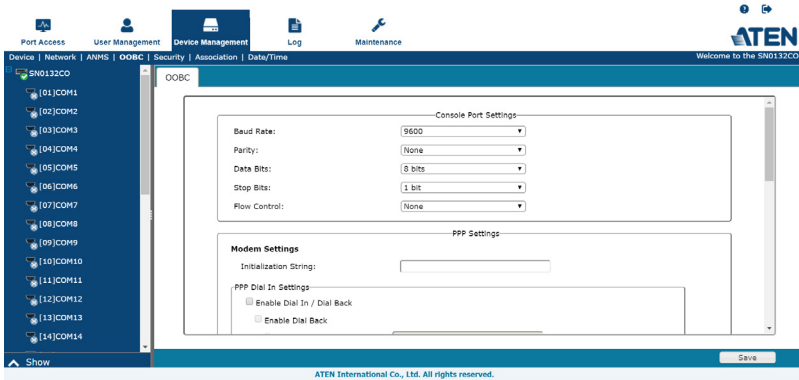 Port Access
User Management
Device Management
Log
Maintenance
ATEN
Device | Network | ANMS | OOBC | Security | Association | Date/Time
Welcome to the SN0132CO
SN0132CO
[01]COM1
[02]COM2
[03]COM3
[04]COM4
[05]COM5
[06]COM6
[07]COM7
[08]COM8
[09]COM9
[10]COM10
[11]COM11
[12]COM12
[13]COM13
[14]COM14
Show
OOBC
Console Port Settings
Baud Rate: 9600
Parity: None
Data Bits: 8 bits
Stop Bits: 1 bit
Flow Control: None
PPP Settings
Modem Settings
Initialization String:
PPP Dial In Settings
Enable Dial In / Dial Back
Enable Dial Back
Save
ATEN International Co., Ltd. All rights reserved.